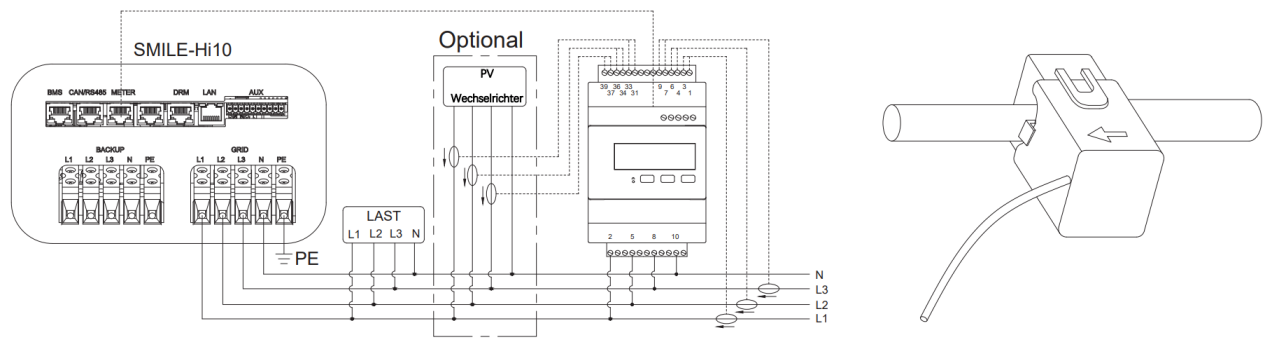 Optional
SMILE-Hi10
PV
Wechselrichter
39 36 33 9 6 3
37 34 31 7 4 1
BMS CAN/RS485 METER DRM LAN AUX
BACKUP GRID
L1 L2 L3 N PE L1 L2 L3 N PE
LAST
L1 L2 L3 N
2 5 8 10
PE
N
L3
L2
L1